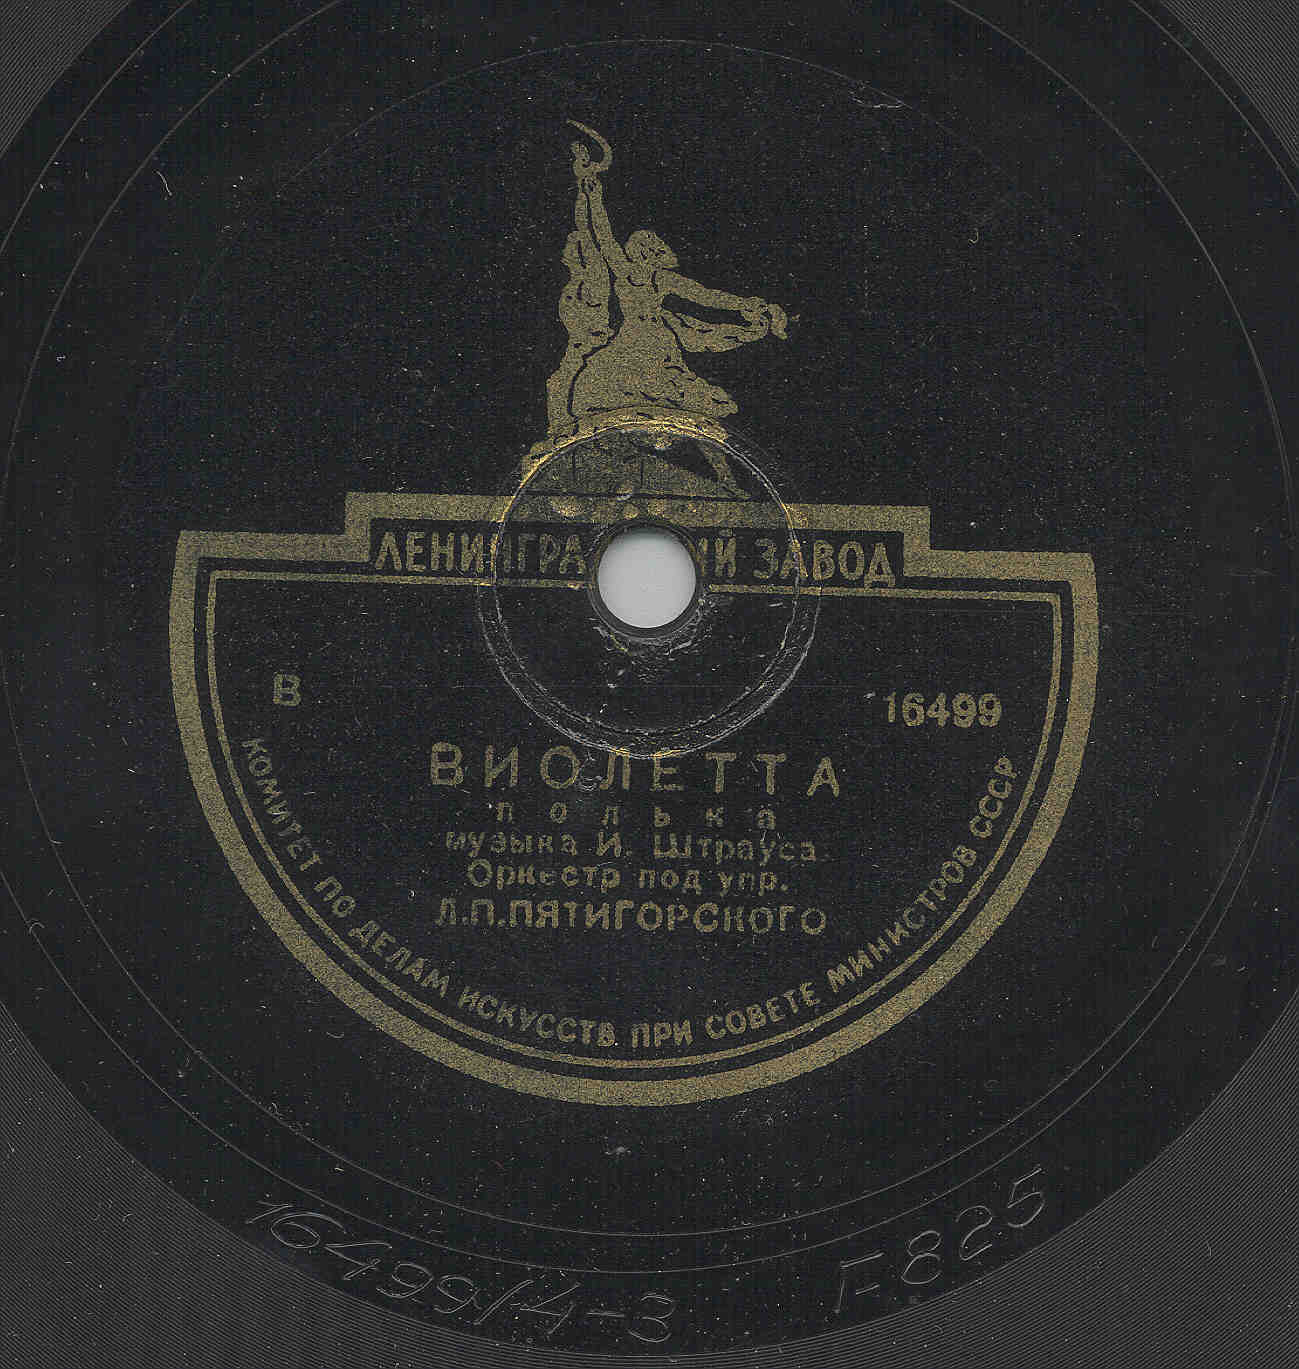 ЛЕНИНГРА ИЙ ЗАВОД
В
16499
ВИОЛЕТТА
полька
музыка И. Штрауса
Оркестр под упр.
Л.П.ПЯТИГОРСКОГО
КОМИТЕТ ПО ДЕЛАМ ИСКУССТВ ПРИ СОВЕТЕ МИНИСТРОВ СССР
16499/4-3
Г-825